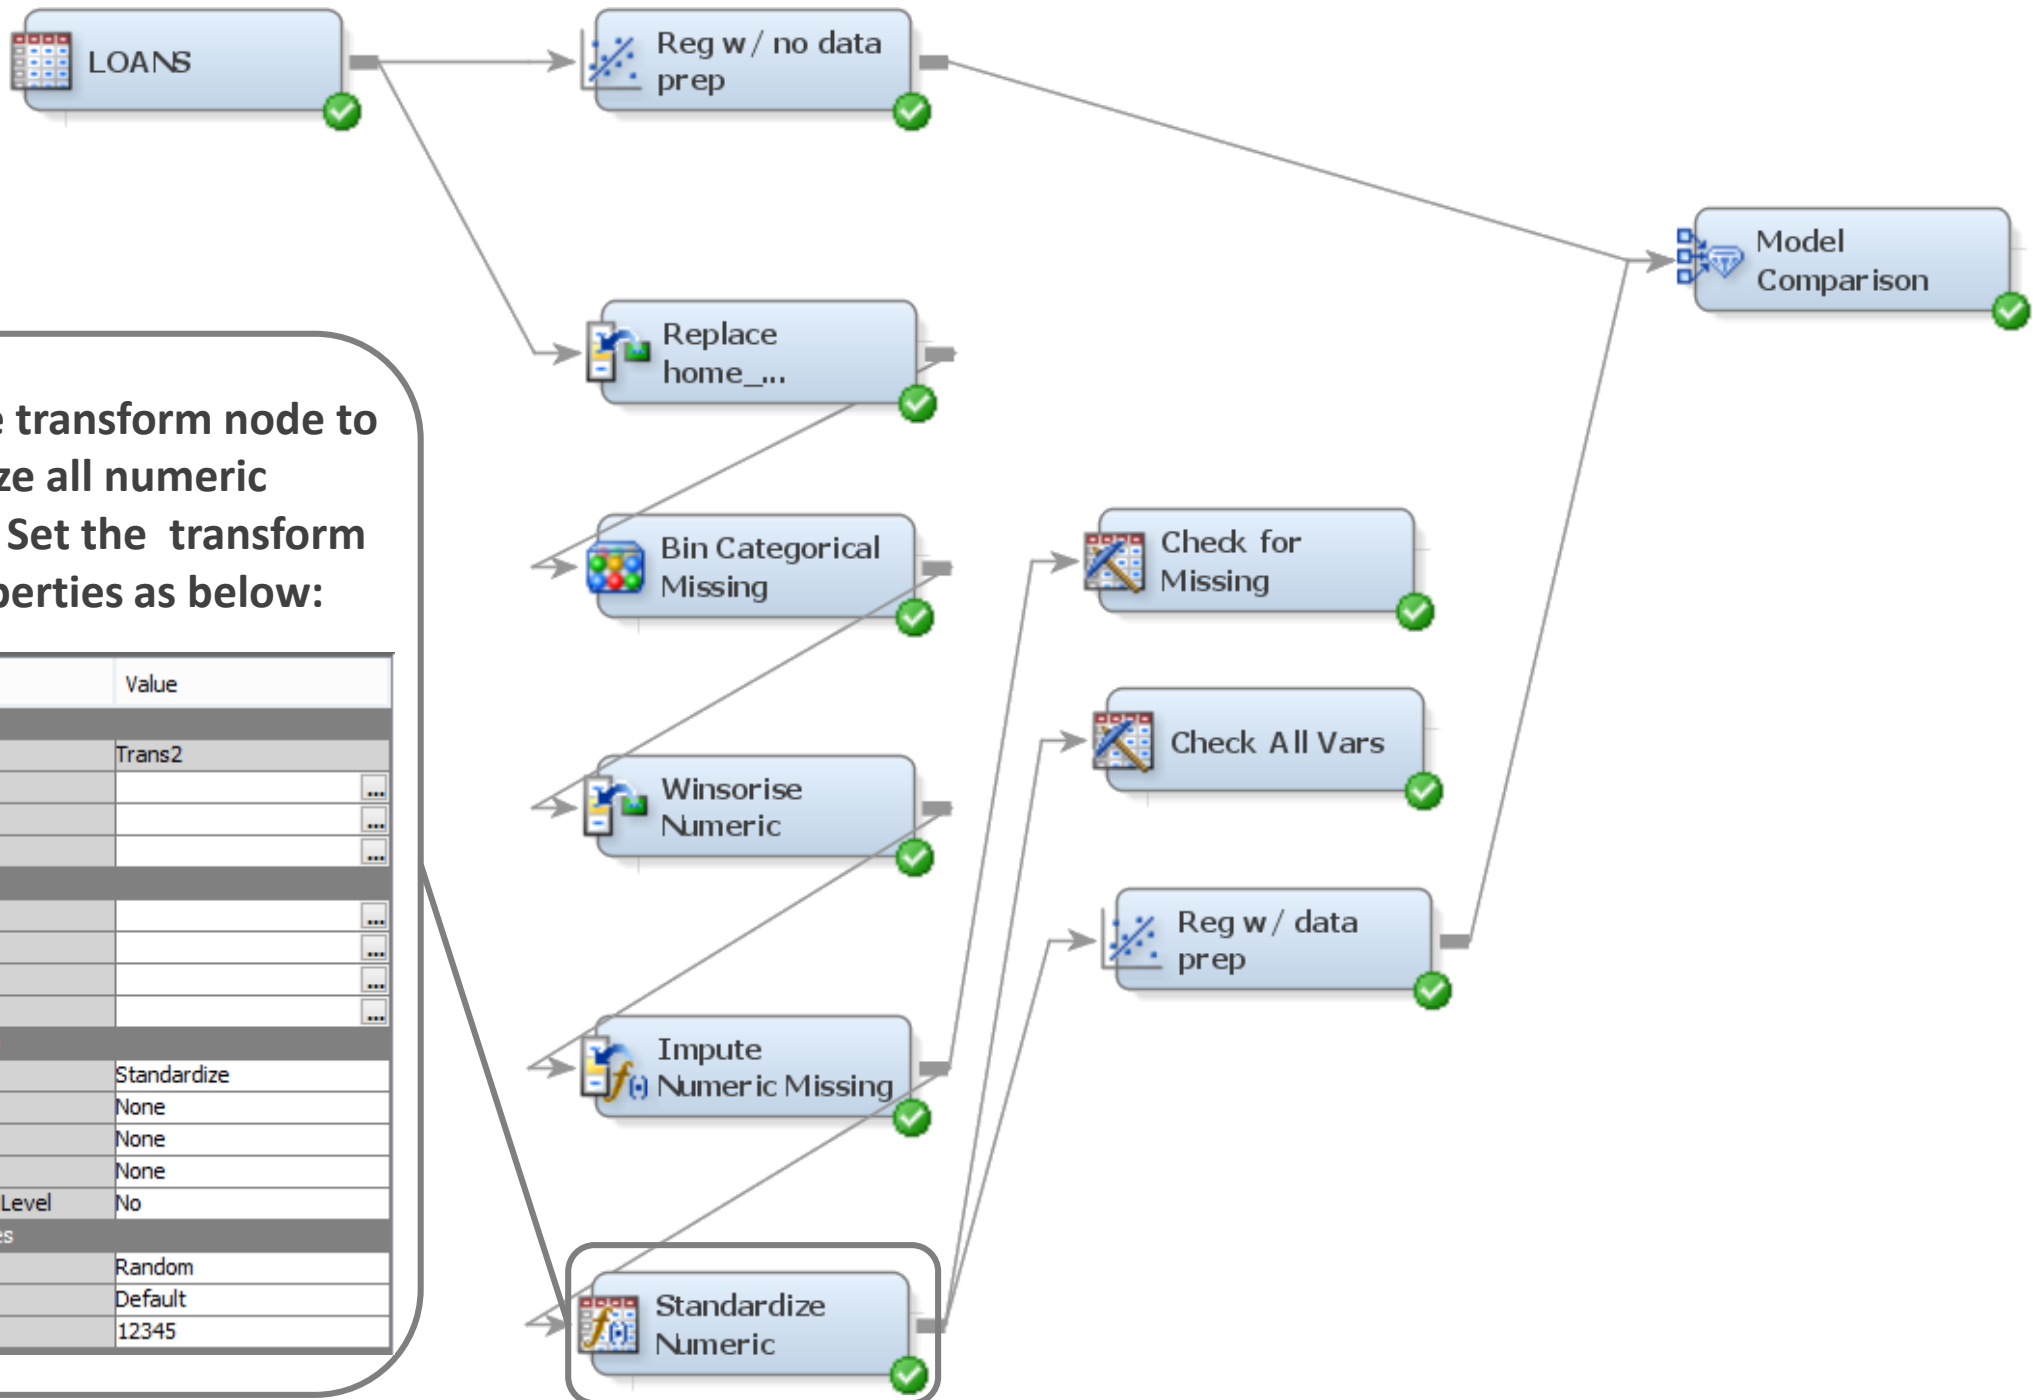 LOANS
Reg w/ no data
prep
Model
Comparison
Replace
home_...
transform node to
all numeric
Set the transform
as below:
Value
Trans2
...
...
...
...
...
...
...
Standardize
None
None
None
Level
No
Random
Default
12345
Bin Categorical
Missing
Check for
Missing
Check All Vars
Winsorise
Numeric
Reg w/ data
prep
Impute
Numeric Missing
Standardize
Numeric